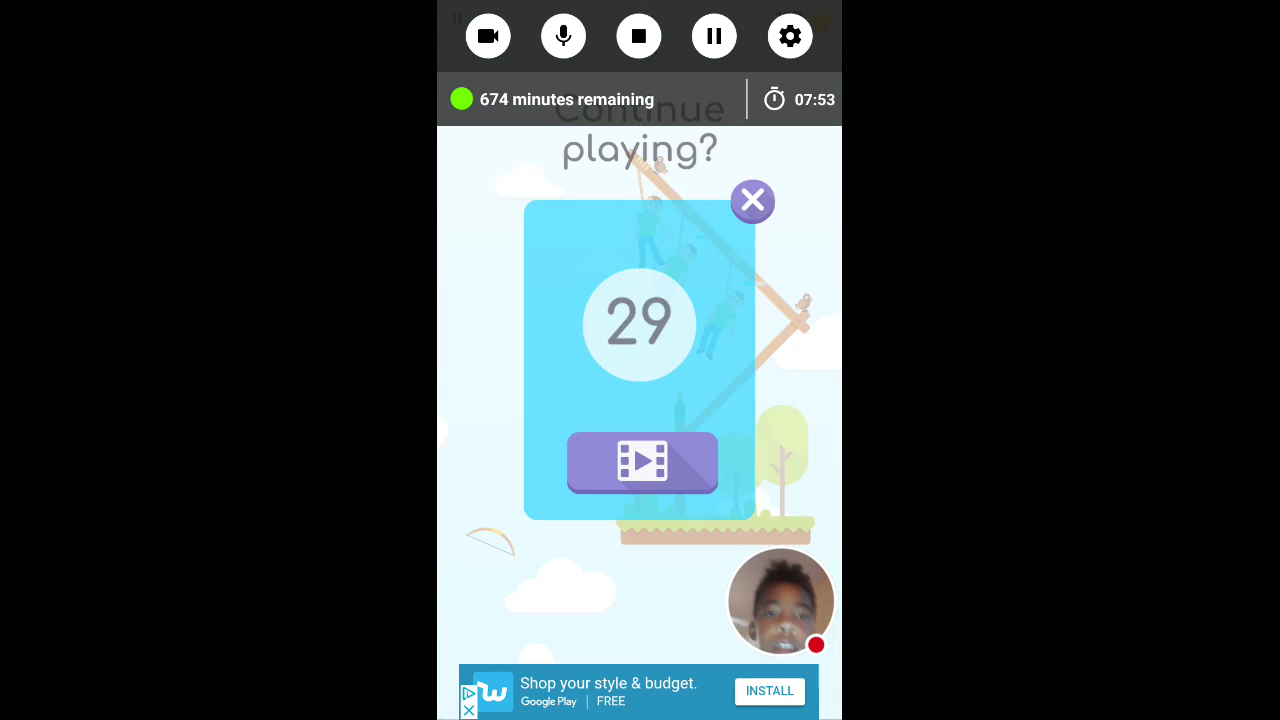 674 minutes remaining
07:53
Continue
playing?
29
Shop your style & budget.
Google Play | FREE
INSTALL